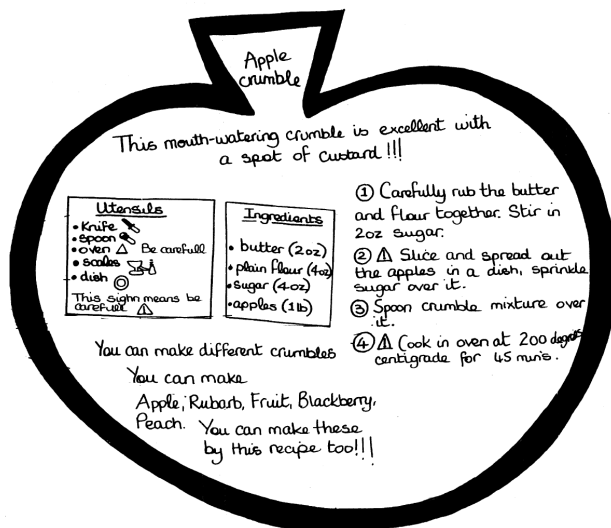 Apple
crumble
This mouth-watering crumble is excellent with
a spot of custard!!!
Utensils
• Knife
• spoon
• oven Be carefull
• scales
• dish
This sighn means be
carefull
Ingredients
• butter (2oz)
• plain flour (4oz)
• sugar (4oz)
• apples (1lb)
① Carefully rub the butter
and flour together. Stir in
2oz sugar.
② Slice and spread out
the apples in a dish, sprinkle
sugar over it.
③ Spoon crumble mixture over
it.
④ Cook in oven at 200 degrees
centigrade for 45 mins.
You can make different crumbles
You can make
Apple, Rubarb, Fruit, Blackberry,
Peach. You can make these
by this recipe too!!!